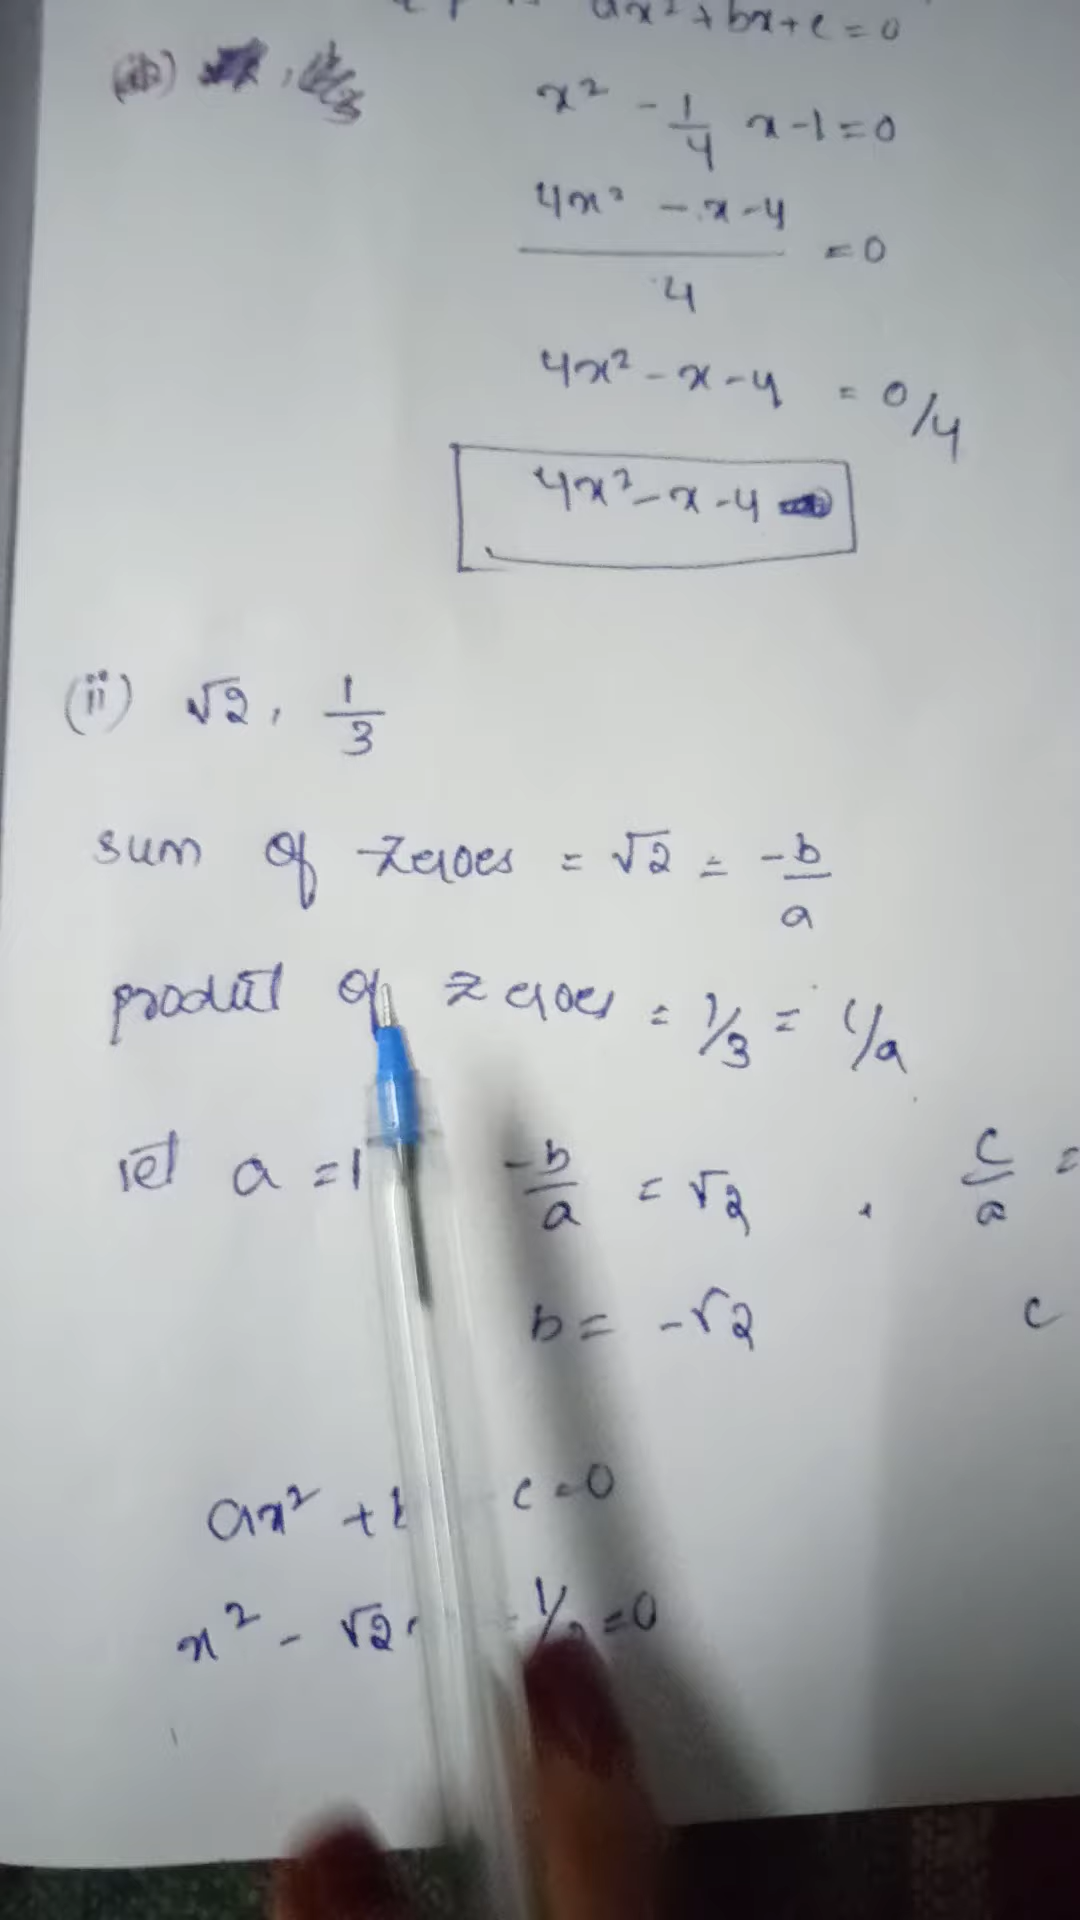 ax² + bx + c = 0
x² - 1/4 x - 1 = 0
4x² - x - 4 / 4 = 0
4x² - x - 4 = 0/4
4x² - x - 4
(ii) √2, 1/3
sum of zeroes = √2 = -b/a
of zeroes = 1/3 = c/a
let a = 1 -b/a = √2 , c/a =
b = -√2 c
ax² + c = 0
x² - √2 = 0